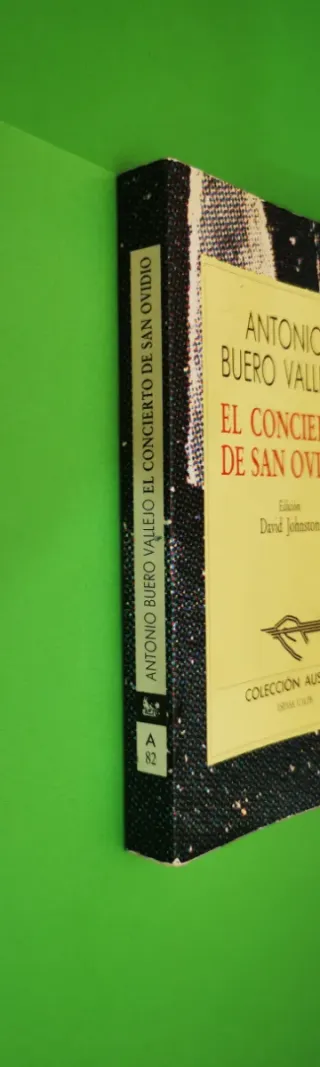 ANTONIO BUERO VALLEJO EL CONCIERTO DE SAN OVIDIO
A
82
ANTONIO
BUERO VALLE
EL CONCIER
DE SAN OVI
Edición
David Johnston
COLECCIÓN AUS